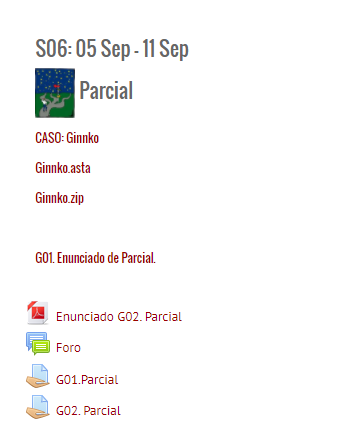 S06: 05 Sep - 11 Sep
Parcial
CASO: Ginnko
Ginnko.asta
Ginnko.zip
G01. Enunciado de Parcial.
Enunciado G02. Parcial
Foro
G01.Parcial
G02. Parcial